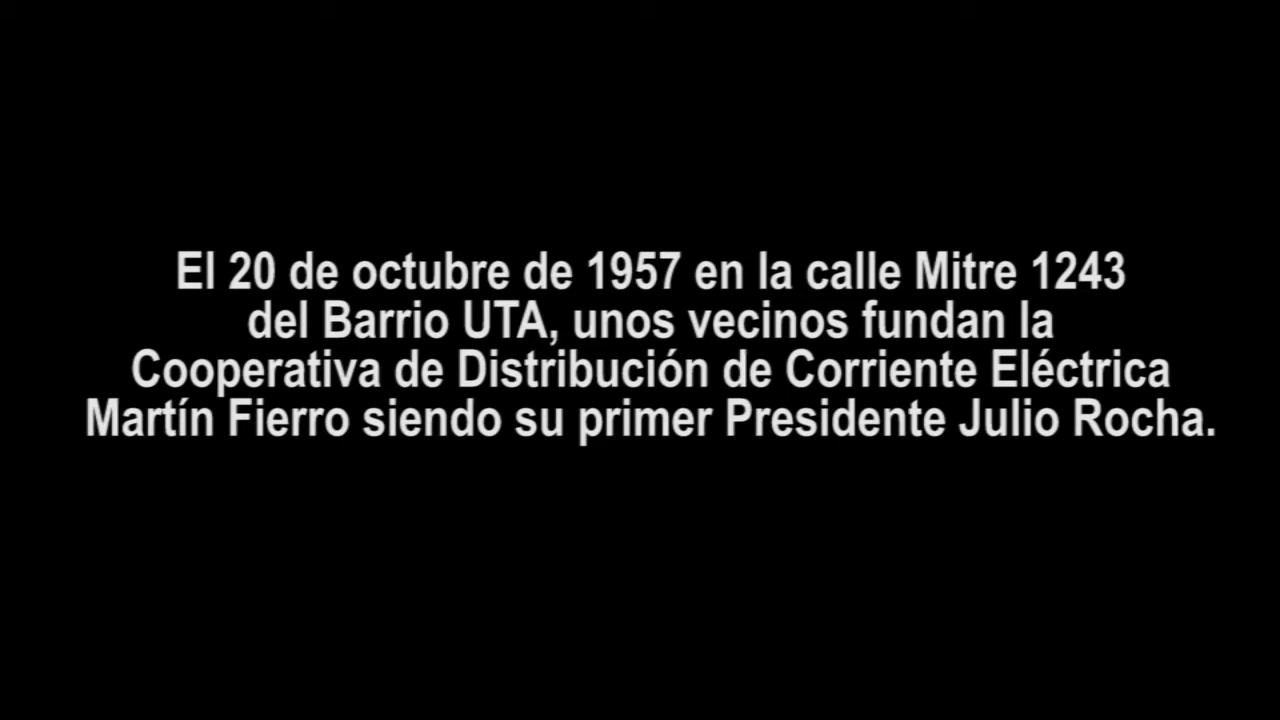 El 20 de octubre de 1957 en la calle Mitre 1243
del Barrio UTA, unos vecinos fundan la
Cooperativa de Distribución de Corriente Eléctrica
Martín Fierro siendo su primer Presidente Julio Rocha.